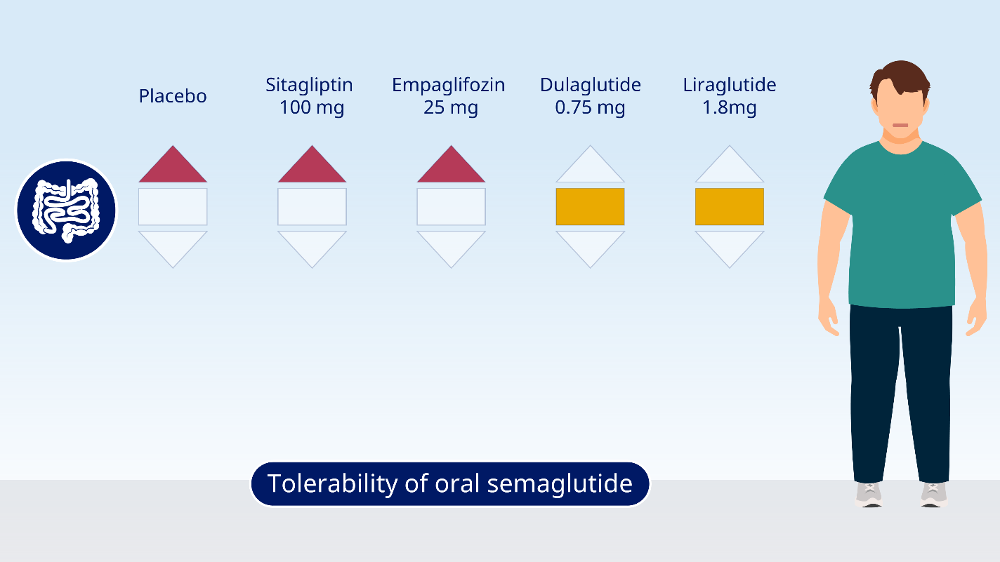 Placebo
Sitagliptin
100 mg
Empaglifozin
25 mg
Dulaglutide
0.75 mg
Liraglutide
1.8mg
Tolerability of oral semaglutide